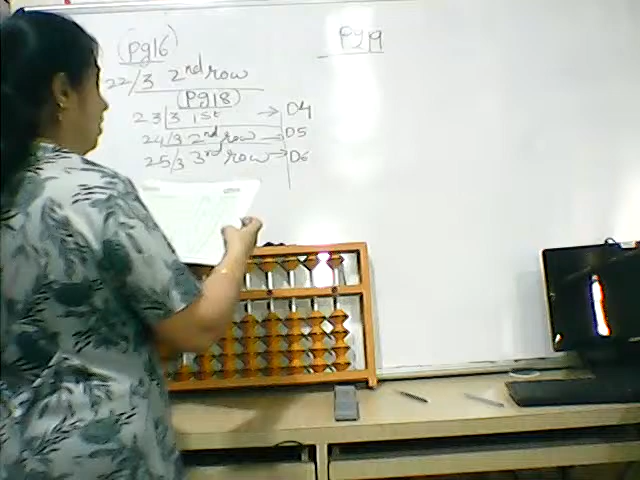 (Pg16)
22/3 2nd row
(Pg18)
23/3 1st → D4
24/3 2nd row → D5
25/3 3rd row → D6
Pg19